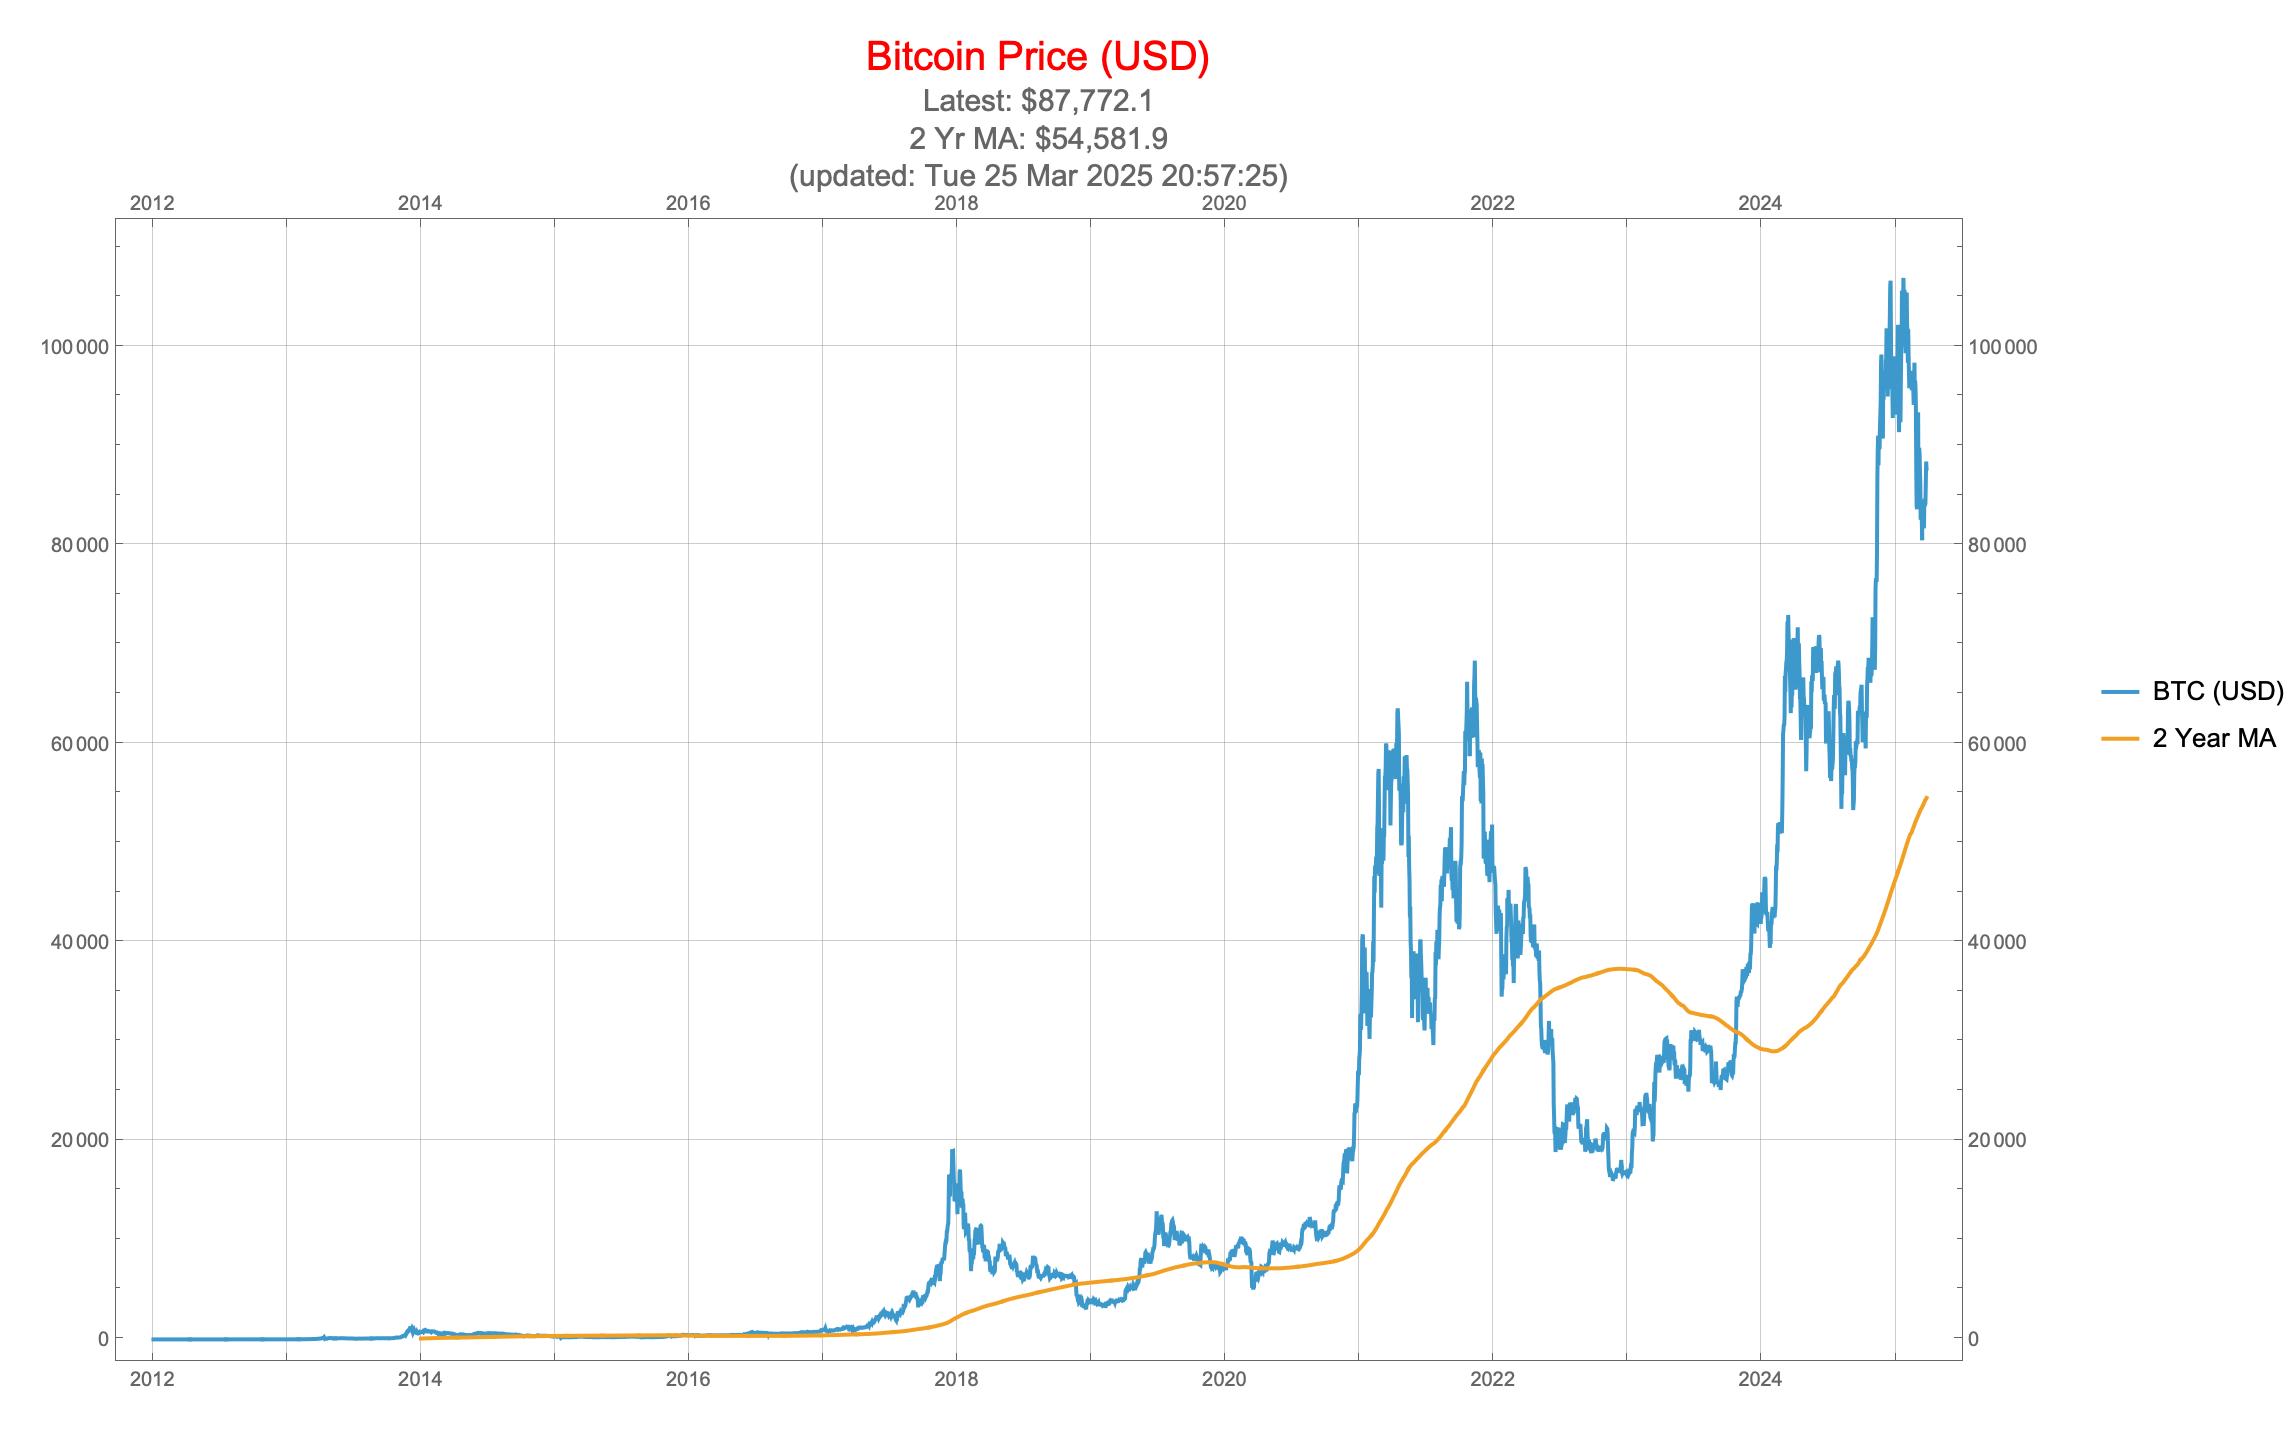 Bitcoin Price (USD)
Latest: $87,772.1
2 Yr MA: $54,581.9
(updated: Tue 25 Mar 2025 20:57:25)
2012 2014 2016 2018 2020 2022 2024
100 000 100 000
80 000 80 000
BTC (USD)
2 Year MA
60 000 60 000
40 000 40 000
20 000 20 000
0 0
2012 2014 2016 2018 2020 2022 2024